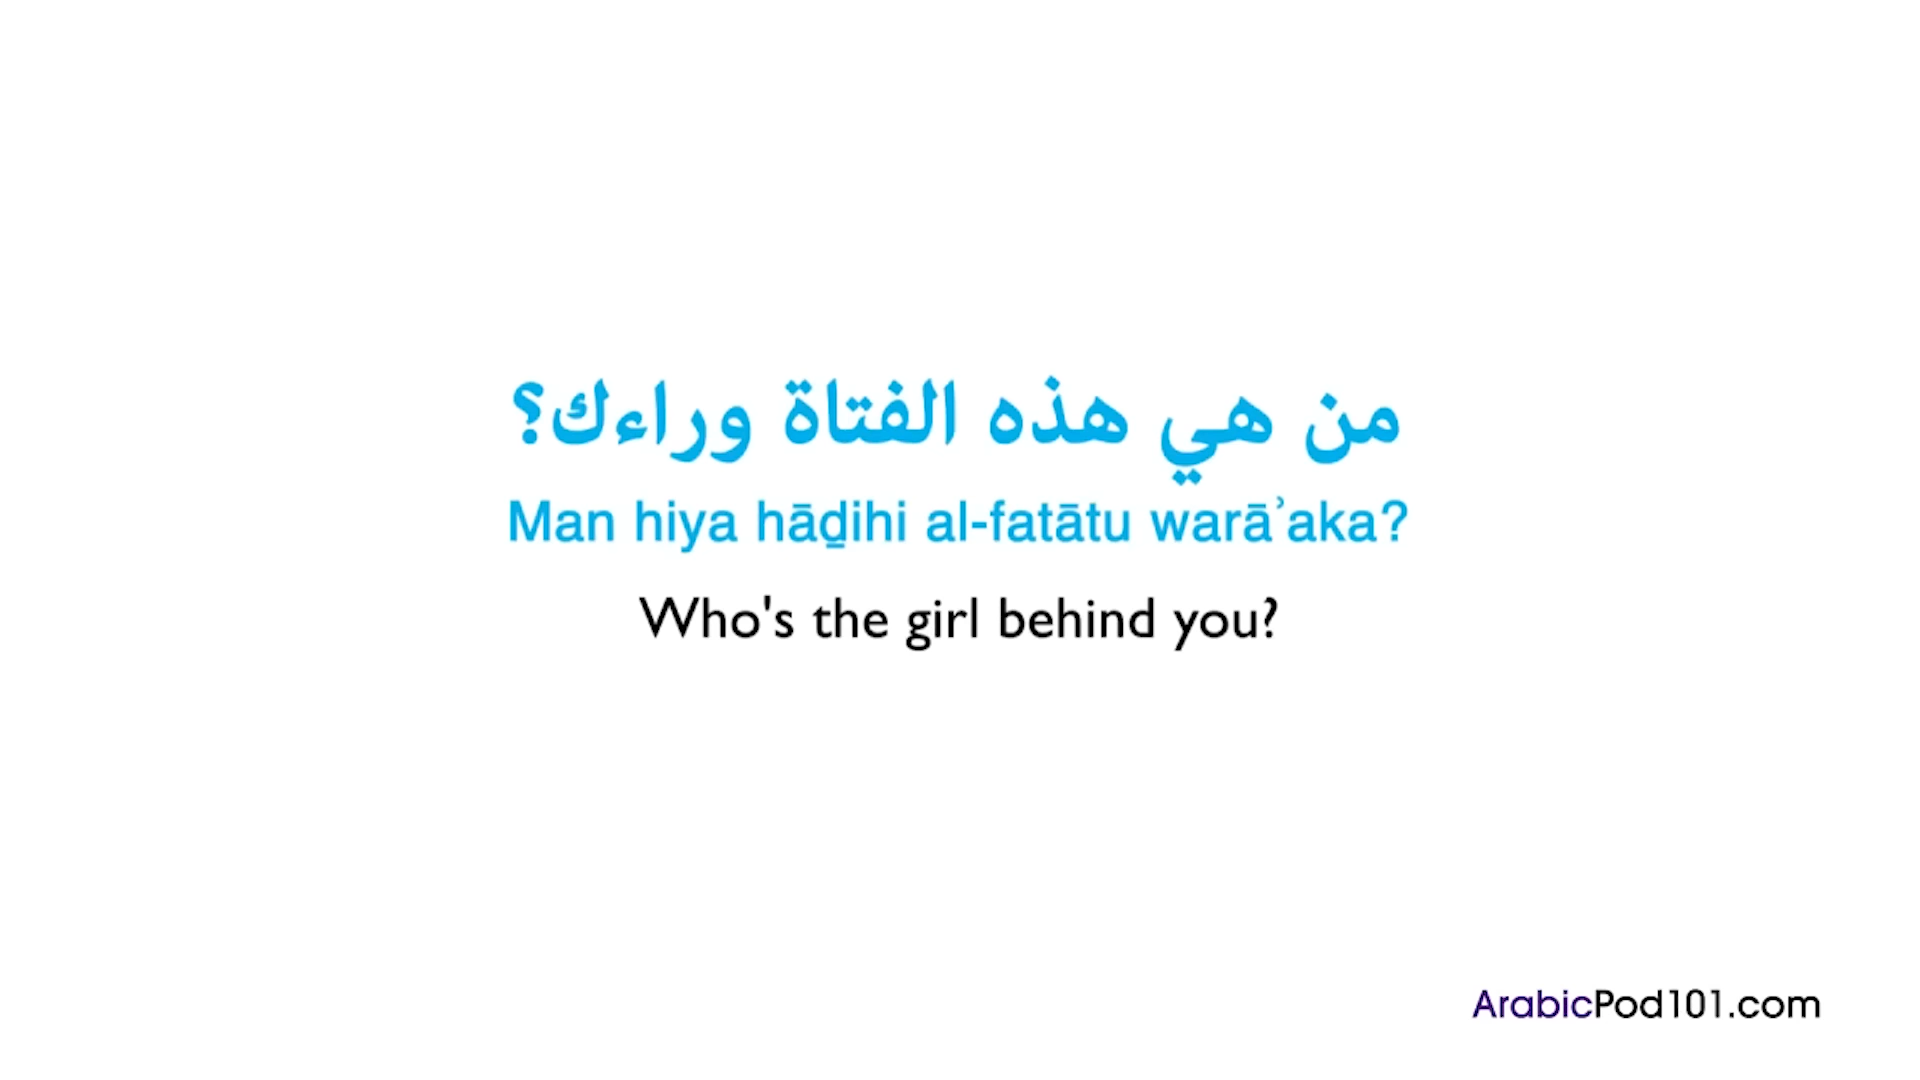 من هي هذه الفتاة وراءك؟
Man hiya hāḏihi al-fatātu warāʾaka?
Who's the girl behind you?
ArabicPod101.com